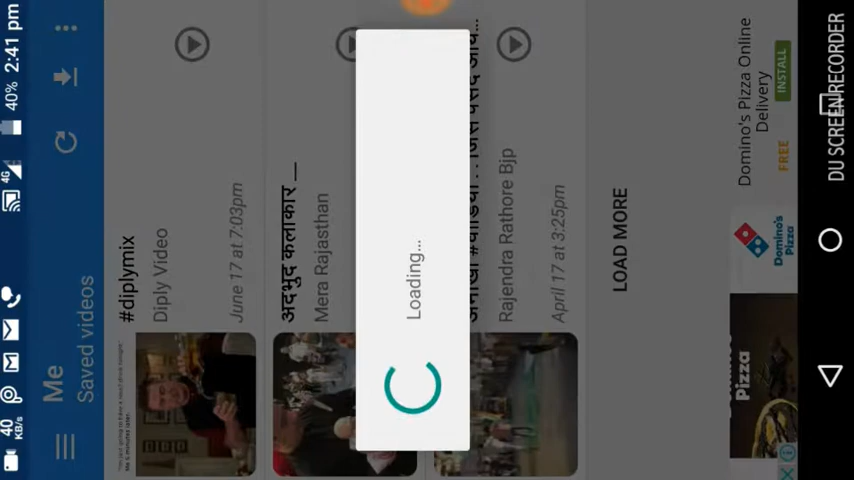 40 KB/s
4G
40%
2:41 pm
Me
Saved videos
#diplymix
Diply Video
June 17 at 7:03pm
अदभुद कलाकार
Mera Rajasthan
Rajendra Rathore Bjp
April 17 at 3:25pm
Loading...
LOAD MORE
Domino's Pizza Online
Delivery
FREE
INSTALL
Domino's
Pizza
Pizza
DU SCREEN RECORDER